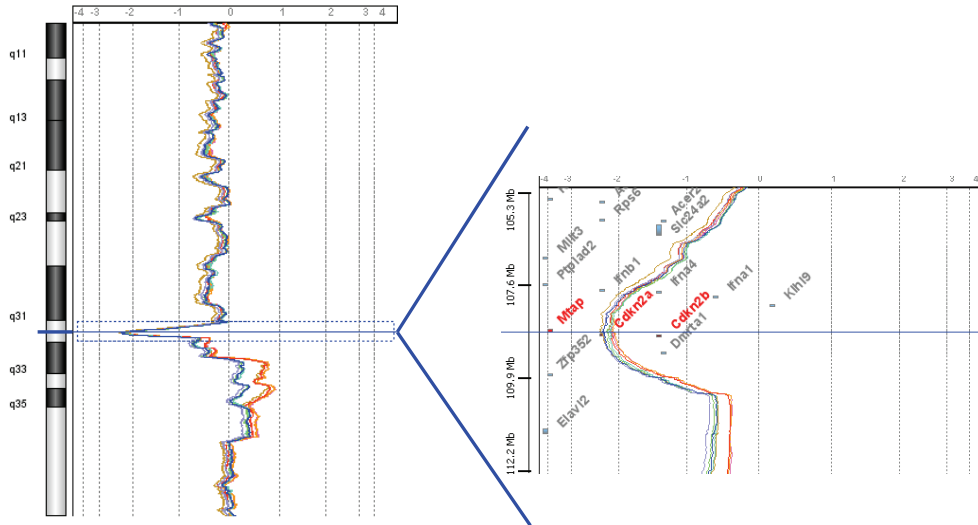 -4 -3 -2 -1 0 1 2 3 4
q11
q13
q21
q23
q31
q33
q35
-4 -3 -2 -1 0 1 2 3 4
105.3 Mb
107.6 Mb
109.9 Mb
112.2 Mb
Rps6
Acer2
Slc24a2
Mllt3
Ptplad2
Ifnb1
Ifna4
Ifna1
Klhl9
Mtap
Cdkn2a
Cdkn2b
Dmrta1
Zfp352
Elavl2